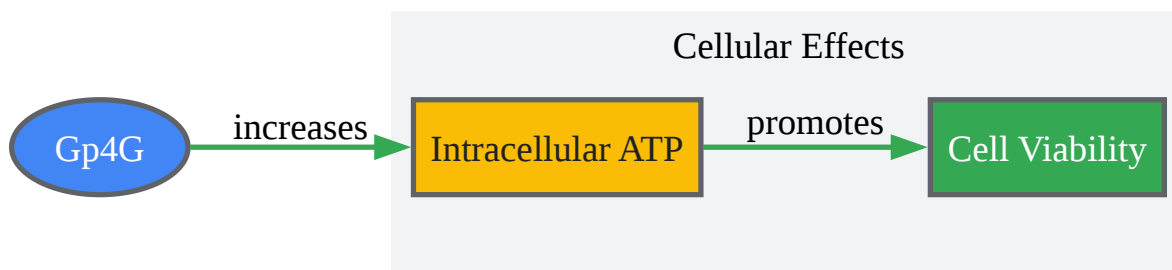 Cellular Effects
Gp4G
increases
Intracellular ATP
promotes
Cell Viability